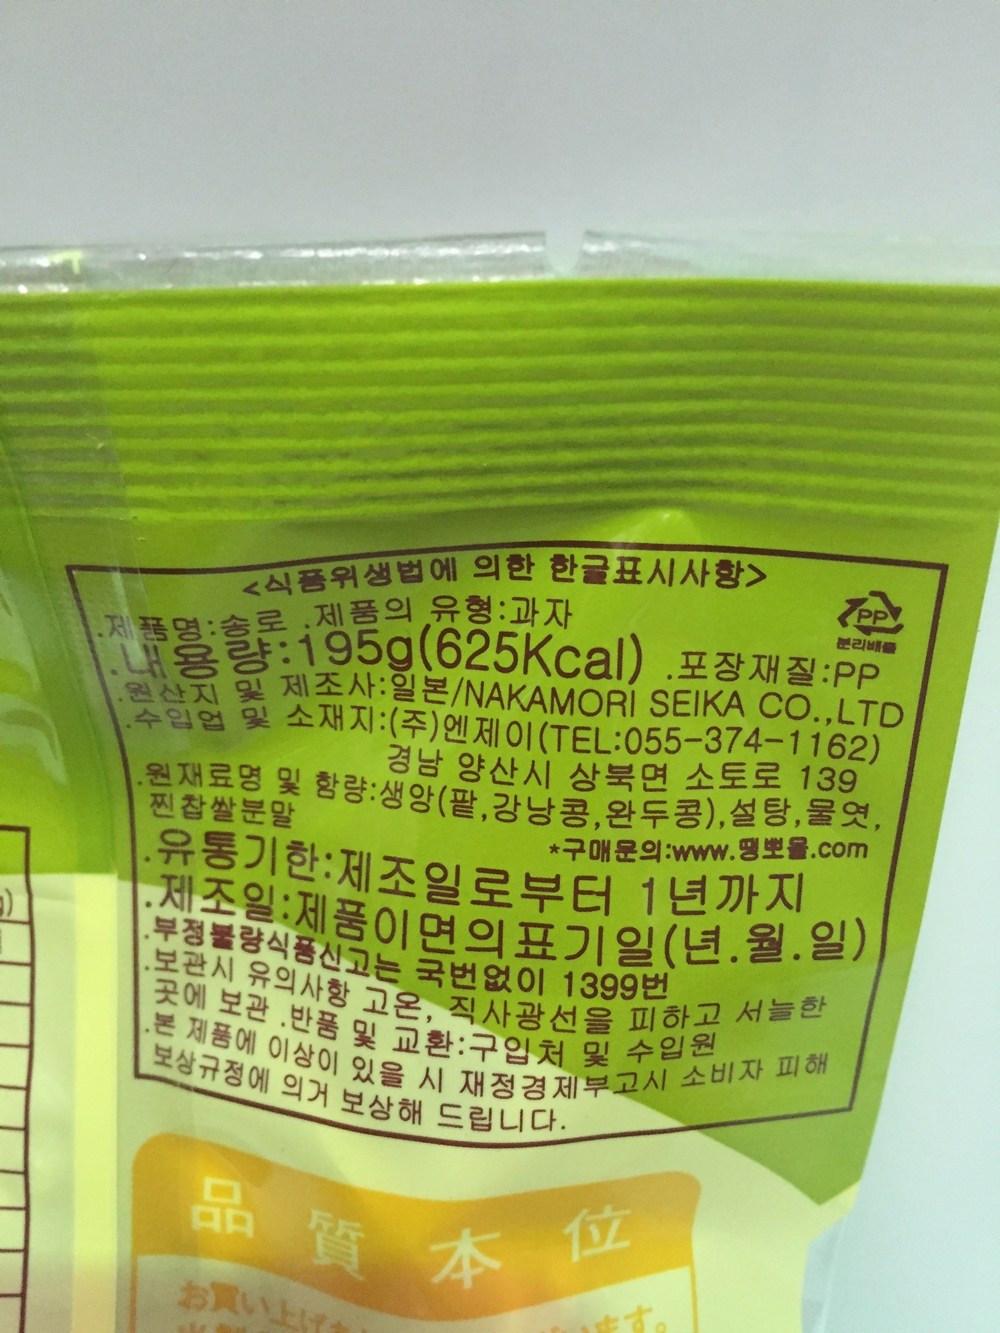 <식품위생법에 의한 한글표시사항>
.제품명:송로 .제품의 유형:과자
.내용량:195g(625Kcal) .포장재질:PP
PP
분리배출
.원산지 및 제조사:일본/NAKAMORI SEIKA CO.,LTD
.수입업 및 소재지:(주)엔제이(TEL:055-374-1162)
경남 양산시 상북면 소토로 139
.원재료명 및 함량:생앙(팥,강낭콩,완두콩),설탕,물엿,
찐찹쌀분말
*구매문의:www.땡뽀몰.com
.유통기한:제조일로부터 1년까지
.제조일:제품이면의표기일(년.월.일)
.부정불량식품신고는 국번없이 1399번
.보관시 유의사항 고온, 직사광선을 피하고 서늘한
곳에 보관 .반품 및 교환:구입처 및 수입원
.본 제품에 이상이 있을 시 재정경제부고시 소비자 피해
보상규정에 의거 보상해 드립니다.
品質本位
お買い上げ ます。